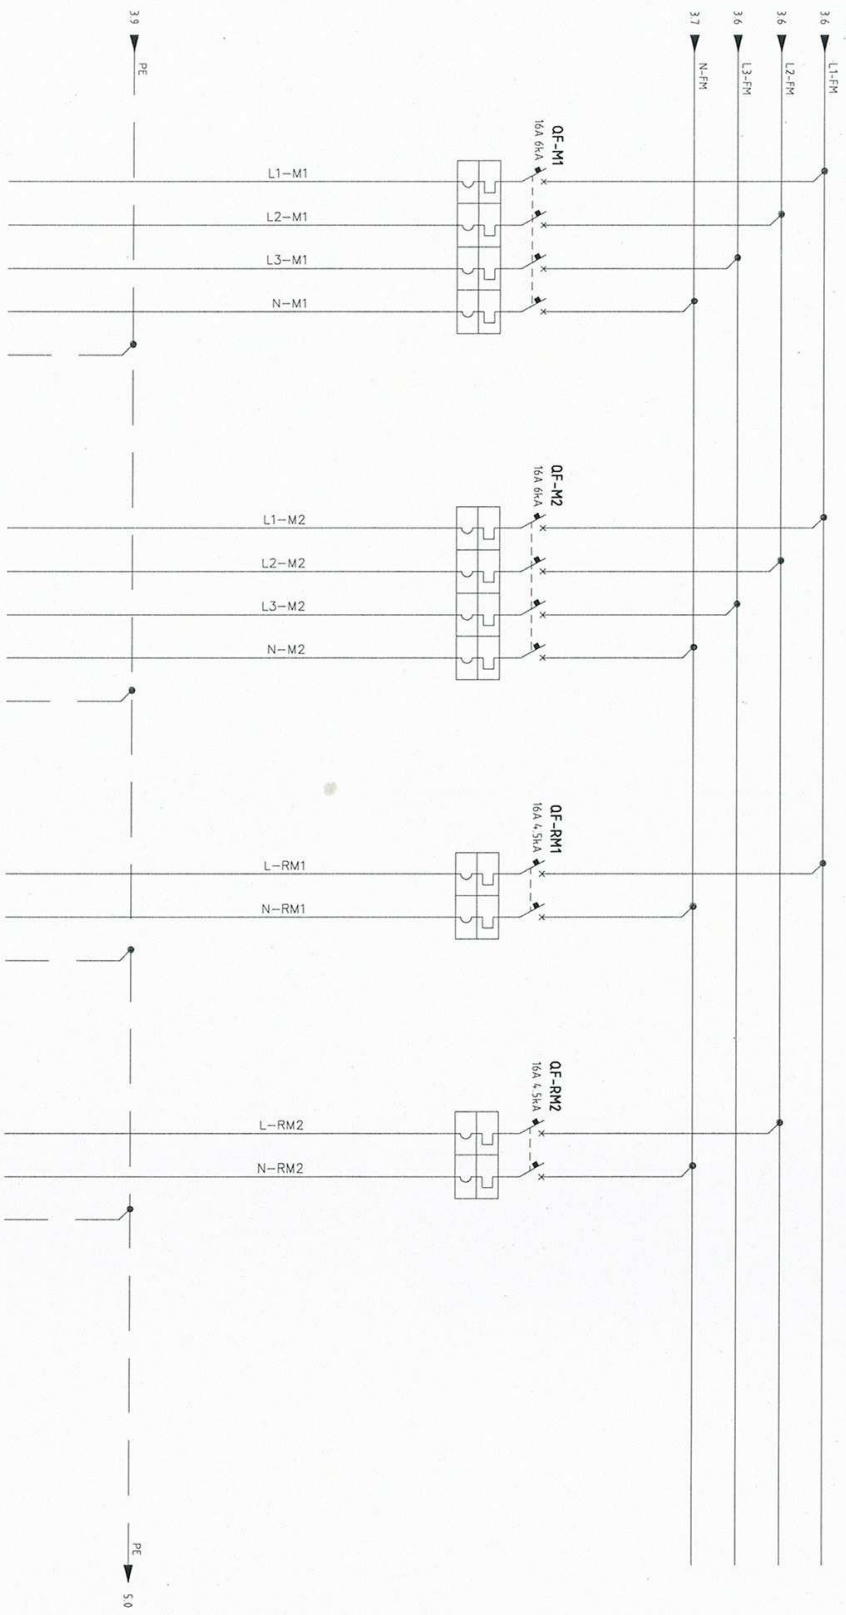 3.6
L1-FM
3.6
L2-FM
3.6
L3-FM
3.7
N-FM
3.9
PE
QF-M1
16A 6kA
L1-M1
L2-M1
L3-M1
N-M1
QF-M2
16A 6kA
L1-M2
L2-M2
L3-M2
N-M2
QF-RM1
16A 4.5kA
L-RM1
N-RM1
QF-RM2
16A 4.5kA
L-RM2
N-RM2
PE
5.0